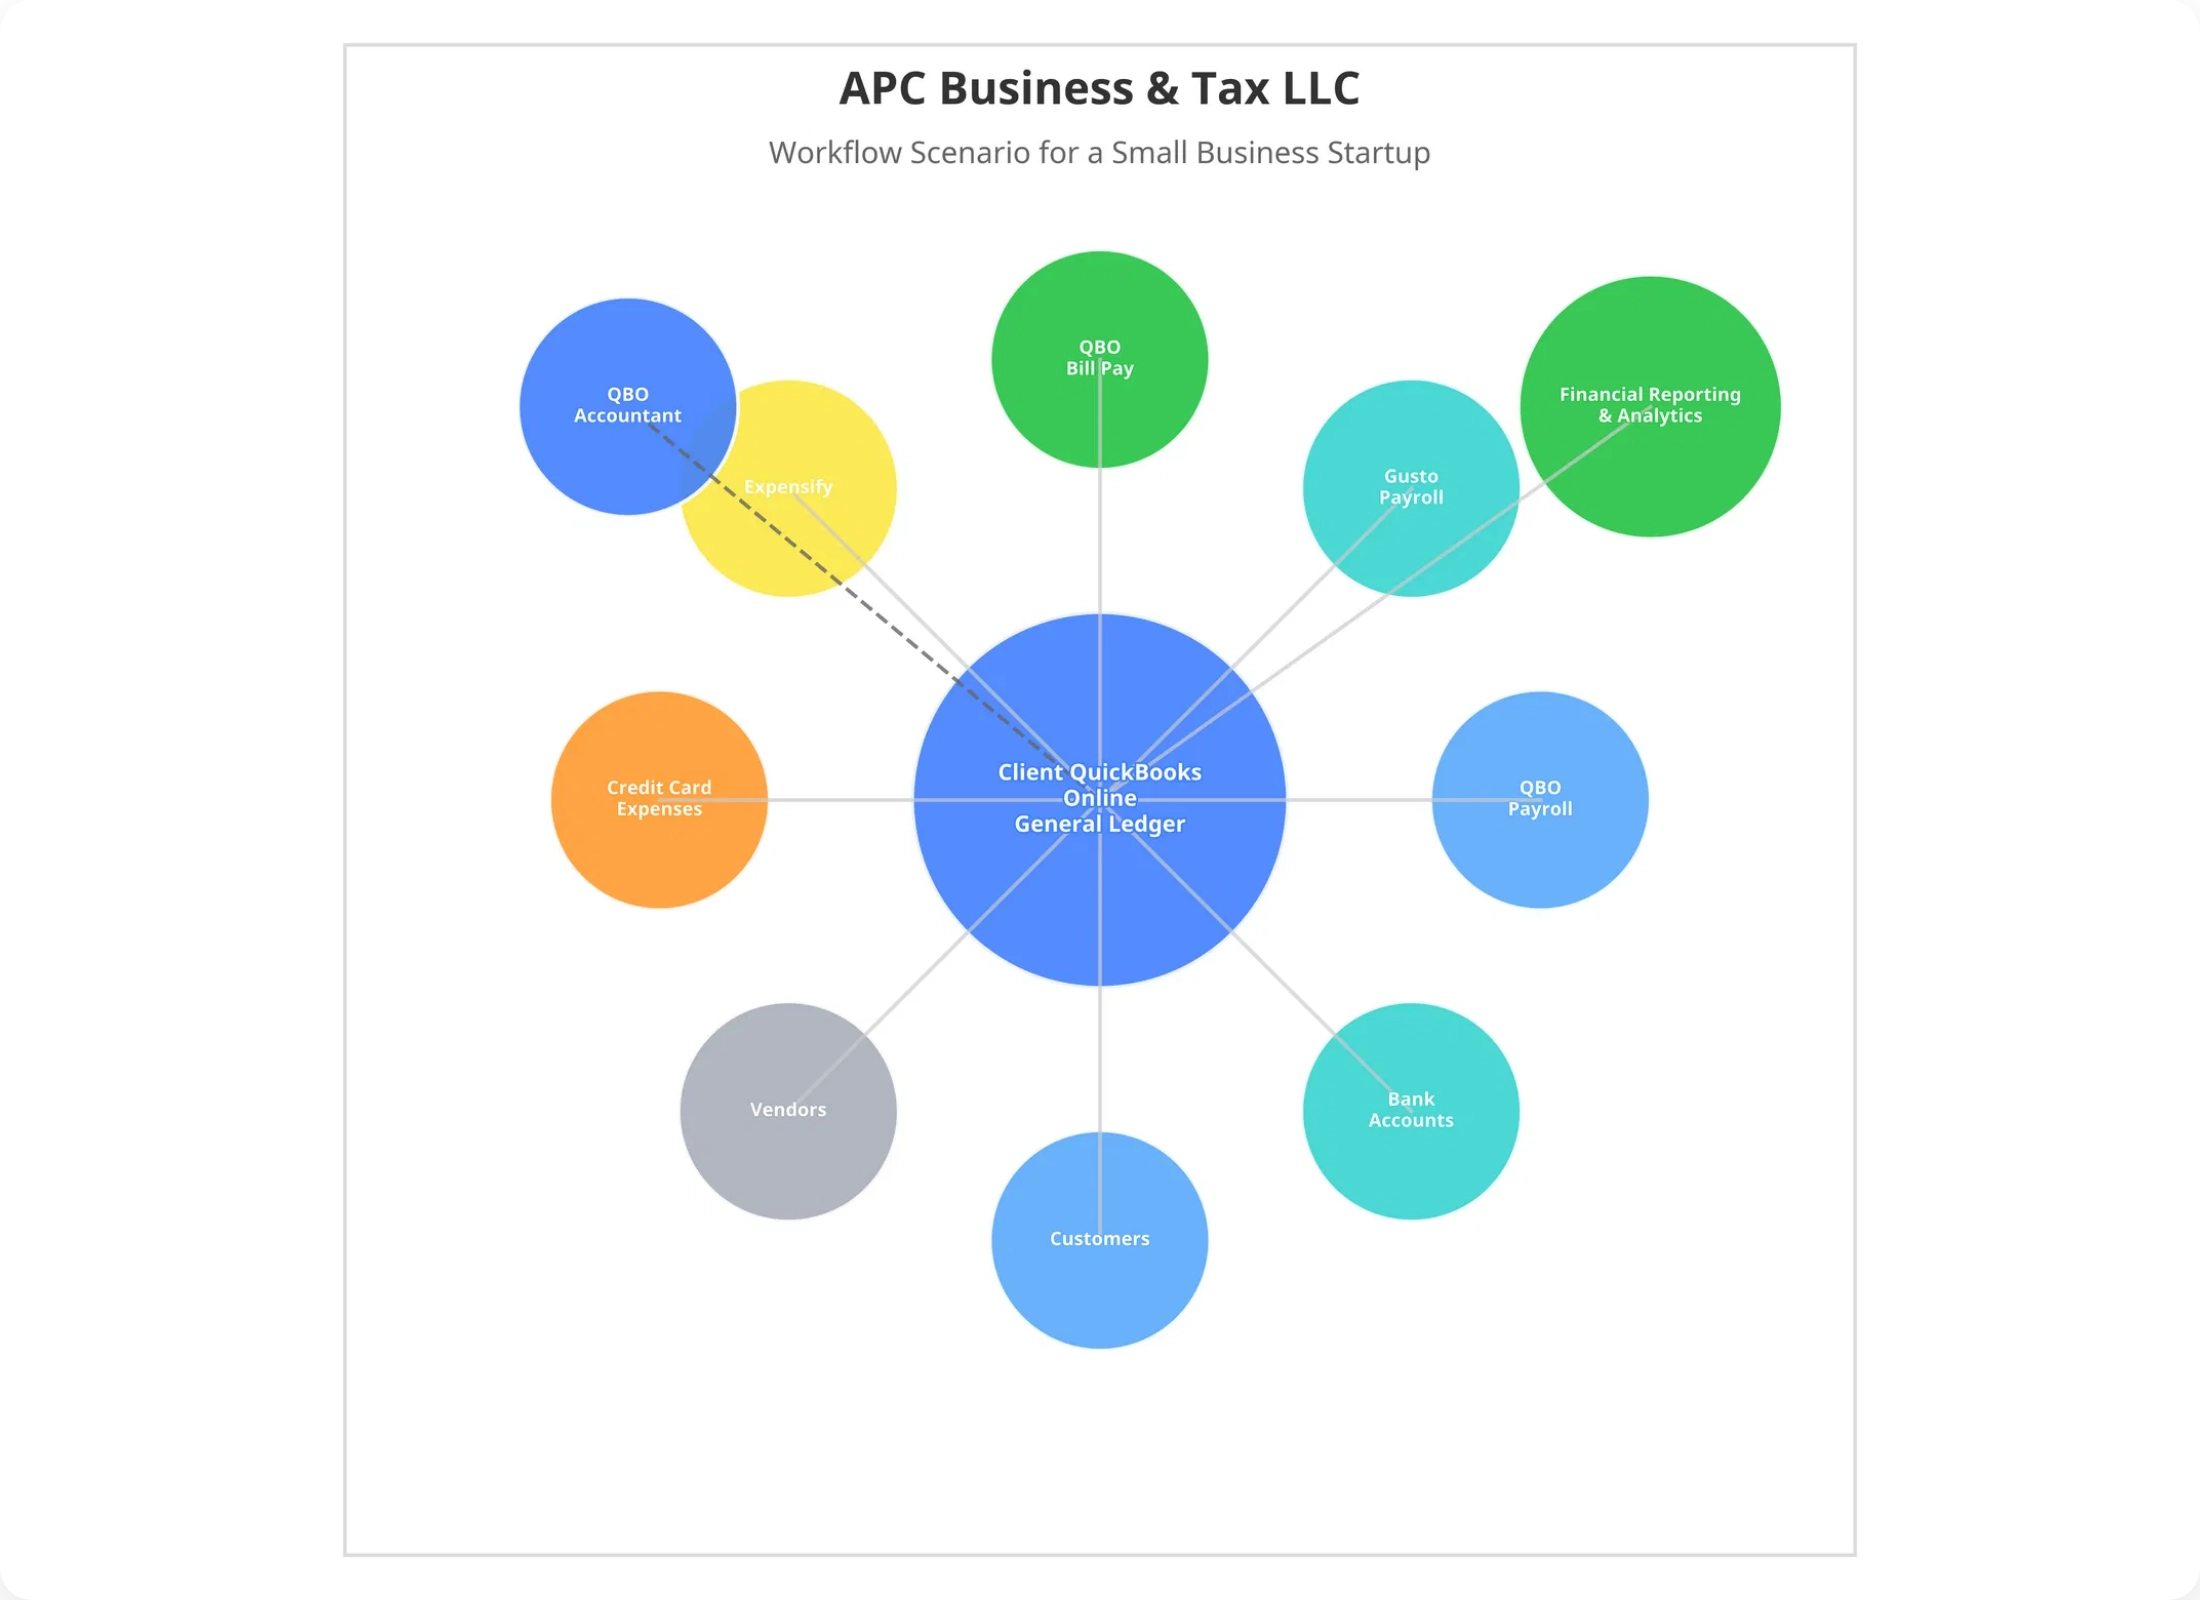 APC Business & Tax LLC
Workflow Scenario for a Small Business Startup
QBO
Bill Pay
QBO
Accountant
Financial Reporting
& Analytics
Expensify
Gusto
Payroll
Client QuickBooks
Online
General Ledger
Credit Card
Expenses
QBO
Payroll
Vendors
Bank
Accounts
Customers